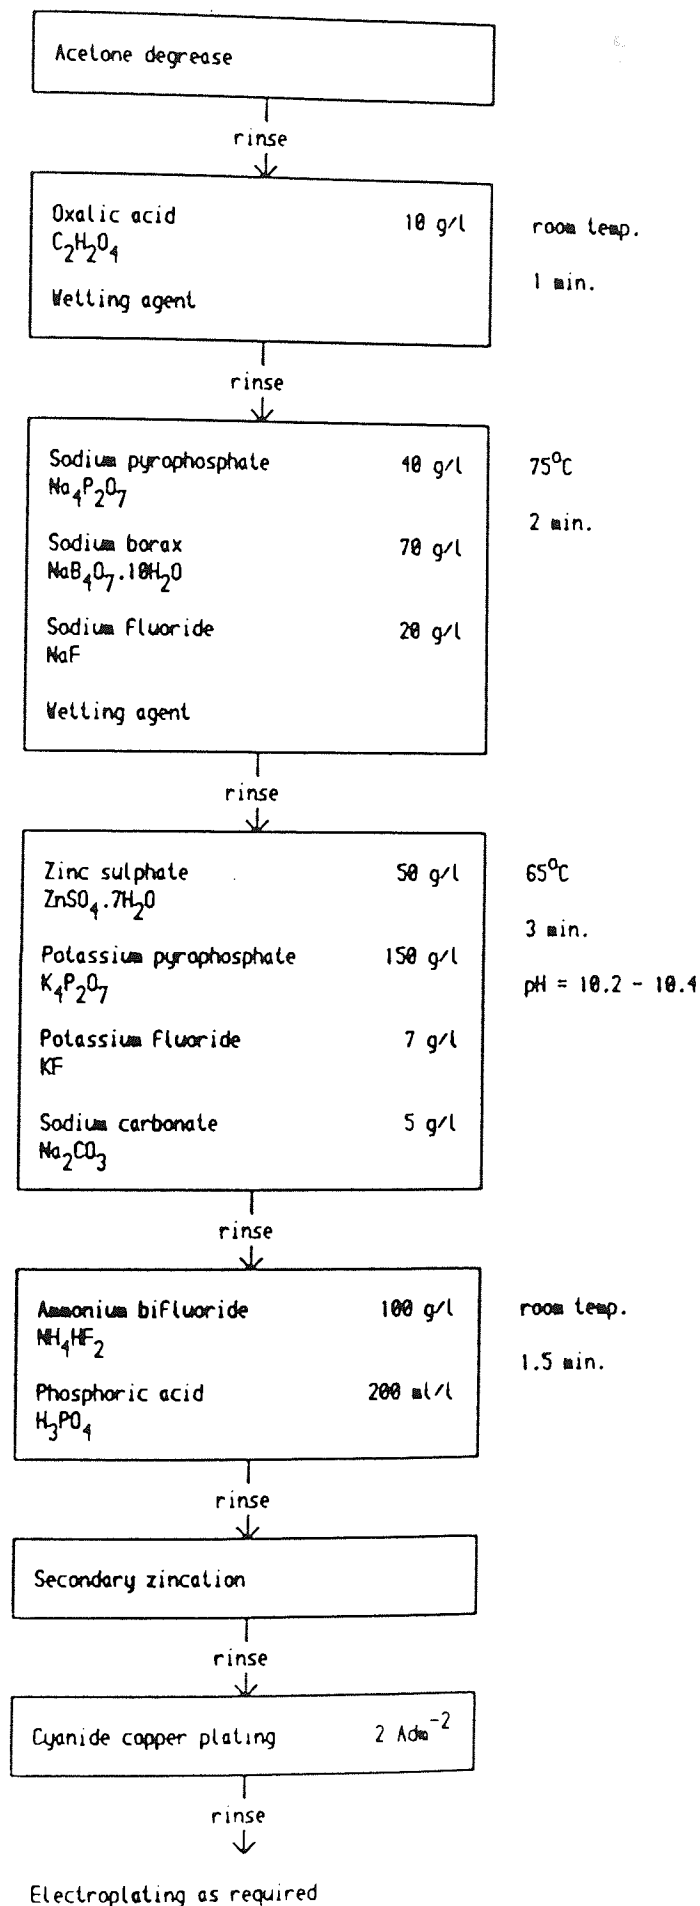 Acetone degrease
rinse
Oxalic acid 10 g/l room temp.
C2H2O4
1 min.
Wetting agent
rinse
Sodium pyrophosphate 40 g/l 75°C
Na4P2O7
2 min.
Sodium borax 70 g/l
NaB4O7.10H2O
Sodium fluoride 20 g/l
NaF
Wetting agent
rinse
Zinc sulphate 50 g/l 65°C
ZnSO4.7H2O
3 min.
Potassium pyrophosphate 150 g/l
K4P2O7
pH = 10.2 - 10.4
Potassium fluoride 7 g/l
KF
Sodium carbonate 5 g/l
Na2CO3
rinse
Ammonium bifluoride 100 g/l room temp.
NH4HF2
1.5 min.
Phosphoric acid 200 ml/l
H3PO4
rinse
Secondary zincation
rinse
Cyanide copper plating 2 Adm-2
rinse
Electroplating as required